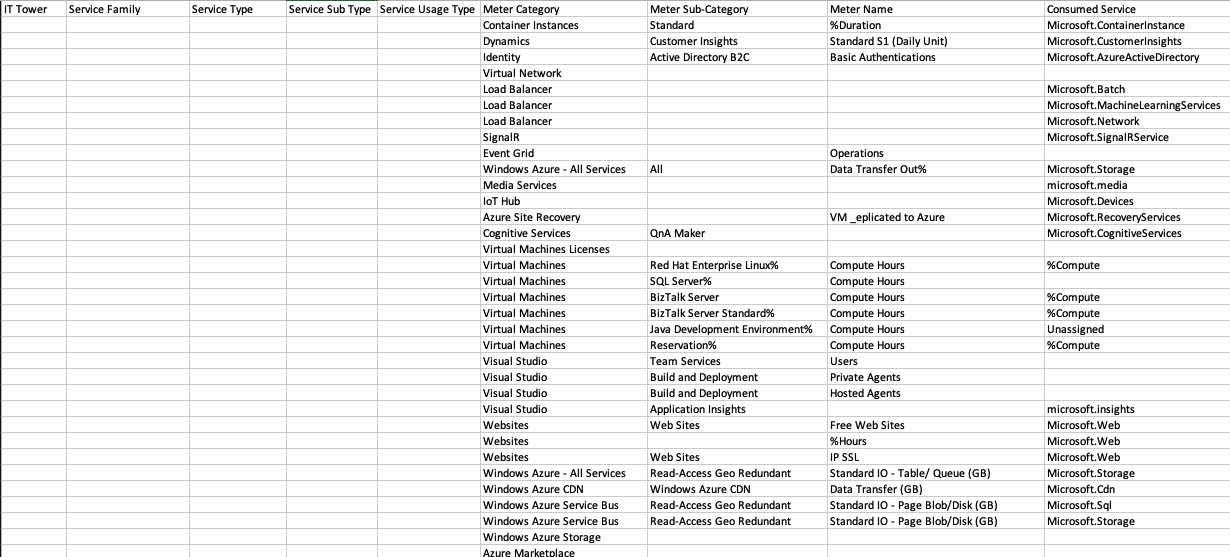 IT Tower Service Family Service Type Service Sub Type Service Usage Type Meter Category Meter Sub-Category Meter Name Consumed Service
Container Instances Standard %Duration Microsoft.ContainerInstance
Dynamics Customer Insights Standard S1 (Daily Unit) Microsoft.CustomerInsights
Identity Active Directory B2C Basic Authentications Microsoft.AzureActiveDirectory
Virtual Network
Load Balancer Microsoft.Batch
Load Balancer Microsoft.MachineLearningServices
Load Balancer Microsoft.Network
SignalR Microsoft.SignalRService
Event Grid Operations
Windows Azure - All Services All Data Transfer Out% Microsoft.Storage
Media Services microsoft.media
IoT Hub Microsoft.Devices
Azure Site Recovery VM _eplicated to Azure Microsoft.RecoveryServices
Cognitive Services QnA Maker Microsoft.CognitiveServices
Virtual Machines Licenses
Virtual Machines Red Hat Enterprise Linux% Compute Hours %Compute
Virtual Machines SQL Server% Compute Hours
Virtual Machines BizTalk Server Compute Hours %Compute
Virtual Machines BizTalk Server Standard% Compute Hours %Compute
Virtual Machines Java Development Environment% Compute Hours Unassigned
Virtual Machines Reservation% Compute Hours %Compute
Visual Studio Team Services Users
Visual Studio Build and Deployment Private Agents
Visual Studio Build and Deployment Hosted Agents
Visual Studio Application Insights microsoft.insights
Websites Web Sites Free Web Sites Microsoft.Web
Websites %Hours Microsoft.Web
Websites Web Sites IP SSL Microsoft.Web
Windows Azure - All Services Read-Access Geo Redundant Standard IO - Table/ Queue (GB) Microsoft.Storage
Windows Azure CDN Windows Azure CDN Data Transfer (GB) Microsoft.Cdn
Windows Azure Service Bus Read-Access Geo Redundant Standard IO - Page Blob/Disk (GB) Microsoft.Sql
Windows Azure Service Bus Read-Access Geo Redundant Standard IO - Page Blob/Disk (GB) Microsoft.Storage
Windows Azure Storage
Azure Marketplace